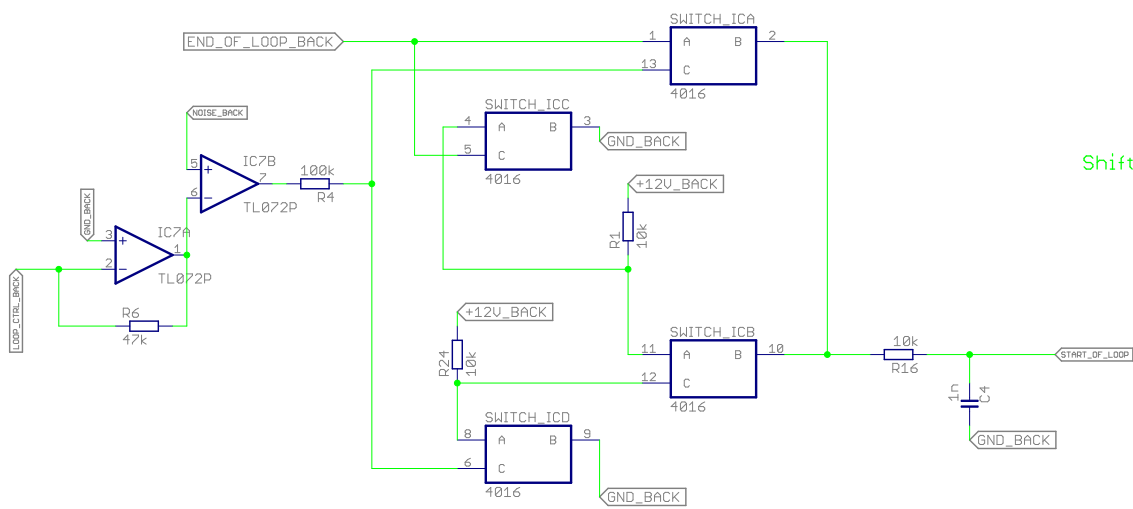 SWITCH_ICA
END_OF_LOOP_BACK
1 A B 2
13 C
4016
SWITCH_ICC
NOISE_BACK
4 A B 3
GND_BACK
5 C
4016
Shift
5 + IC7B
7
6 -
TL072P
100k
R4
+12V_BACK
GND_BACK
3 + IC7A
1
2 -
TL072P
R1
10k
LOOP_CTRL_BACK
R6
47k
+12V_BACK
R24
10k
SWITCH_ICB
11 A B 10
12 C
4016
10k
R16
START_OF_LOOP
1n
C4
GND_BACK
SWITCH_ICD
8 A B 9
6 C
4016
GND_BACK